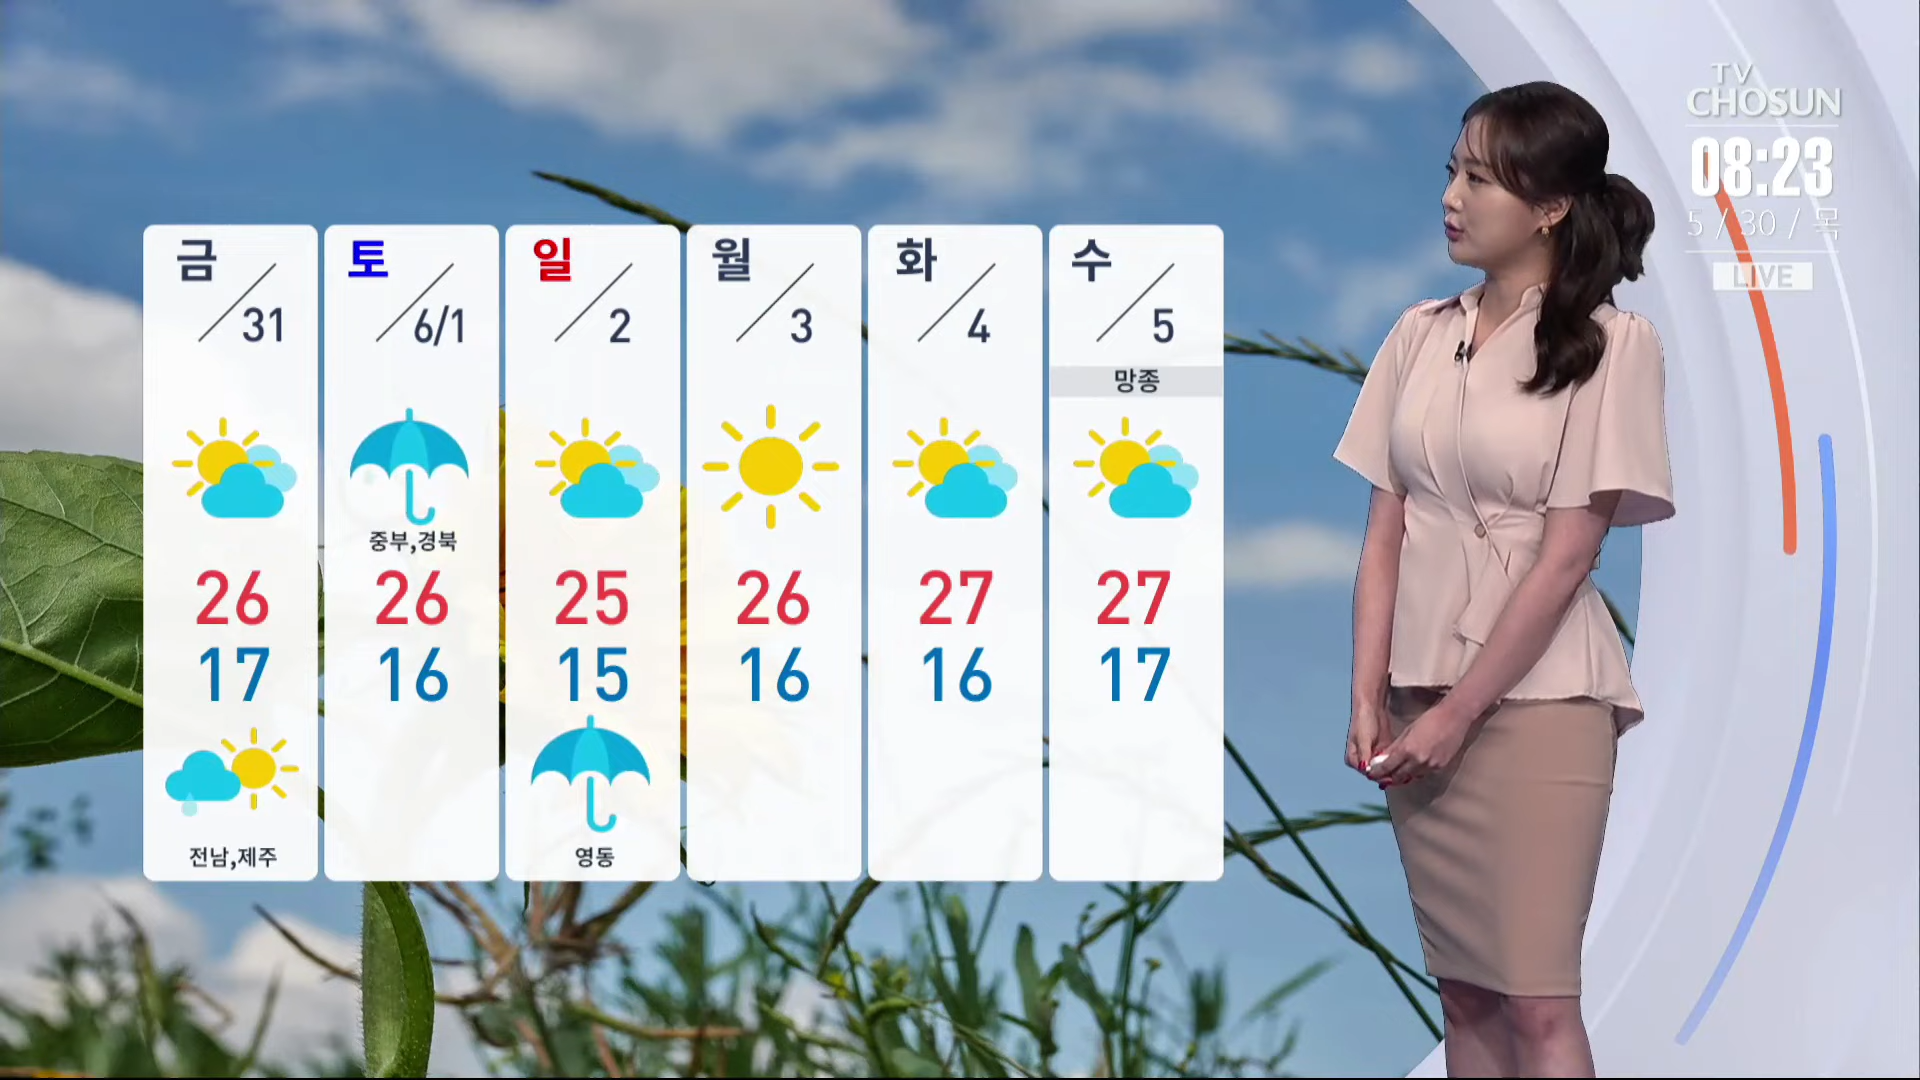 TV
CHOSUN
08:23
5 / 30 / 목
LIVE
금 31
토 6/1
일 2
월 3
화 4
수 5
망종
중부,경북
26 26 25 26 27 27
17 16 15 16 16 17
전남,제주
영동